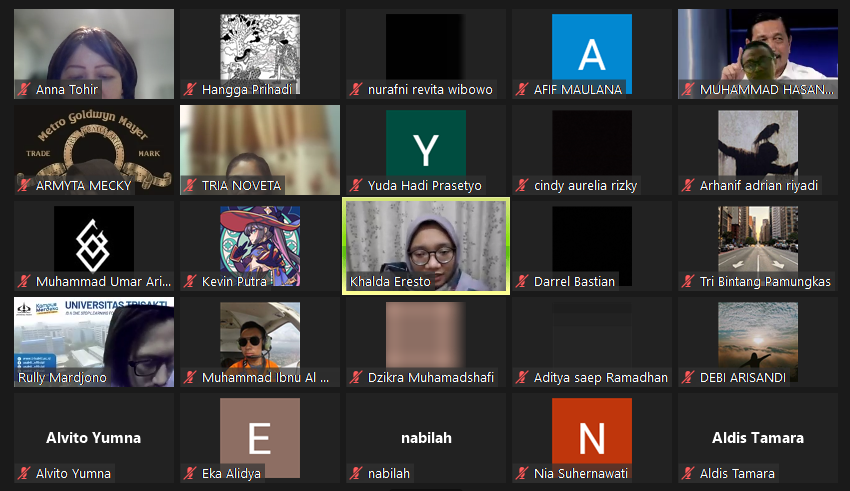 Anna Tohir
Hangga Prihadi
nurafni revita wibowo
A
AFIF MAULANA
MUHAMMAD HASAN...
Metro Goldwyn Mayer
TRADE MARK
ARMYTA MECKY
TRIA NOVETA
Y
Yuda Hadi Prasetyo
cindy aurelia rizky
Arhanif adrian riyadi
Muhammad Umar Ari...
Kevin Putra
Khalda Eresto
Darrel Bastian
Tri Bintang Pamungkas
Kampus
Merdeka
UNIVERSITAS TRISAKTI
Rully Mardjono
Muhammad Ibnu Al ...
Dzikra Muhamadshafi
Aditya saep Ramadhan
DEBI ARISANDI
Alvito Yumna
Alvito Yumna
E
Eka Alidya
nabilah
nabilah
N
Nia Suhernawati
Aldis Tamara
Aldis Tamara